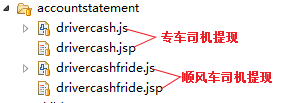 accountstatement
drivercash.js
专车司机提现
drivercash.jsp
drivercashfride.js
顺风车司机提现
drivercashfride.jsp